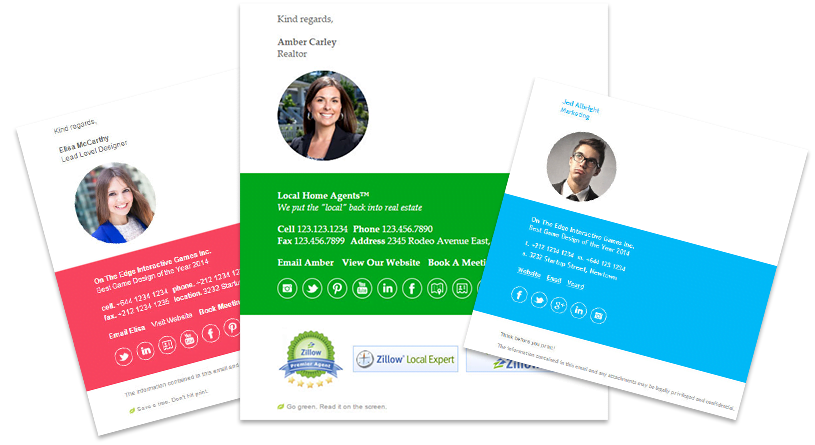 Kind regards,
Elisa McCarthy
Lead Level Designer
On The Edge Interactive Games Inc.
Best Game Design of the Year 2014
cell. +644 1234 1234 phone. +212 1234
fax. +212 1234 1235 location. 3232 Startup
Email Elisa Visit Website Book Meetin
The information contained in this email and
Save a tree. Don't hit print.
Kind regards,
Amber Carley
Realtor
Local Home Agents™
We put the "local" back into real estate
Cell 123.123.1234 Phone 456.456.7890
Fax 123.456.7899 Address 2345 Rodeo Avenue East,
Email Amber View Our Website Book A Meetin
Zillow
Premier Agent
Zillow® Local Expert
Zillow
Go green. Read it on the screen.
Jed Albright
Marketing
On The Edge Interactive Games Inc.
Best Game Design of the Year 2014
t. +212 1234 1234 m. +644 123 1234
a. 3232 Startup Street, Newtown
Website Email Vcard
Think before you print!
The information contained in this email and any attachments may be legally privileged and confidential.